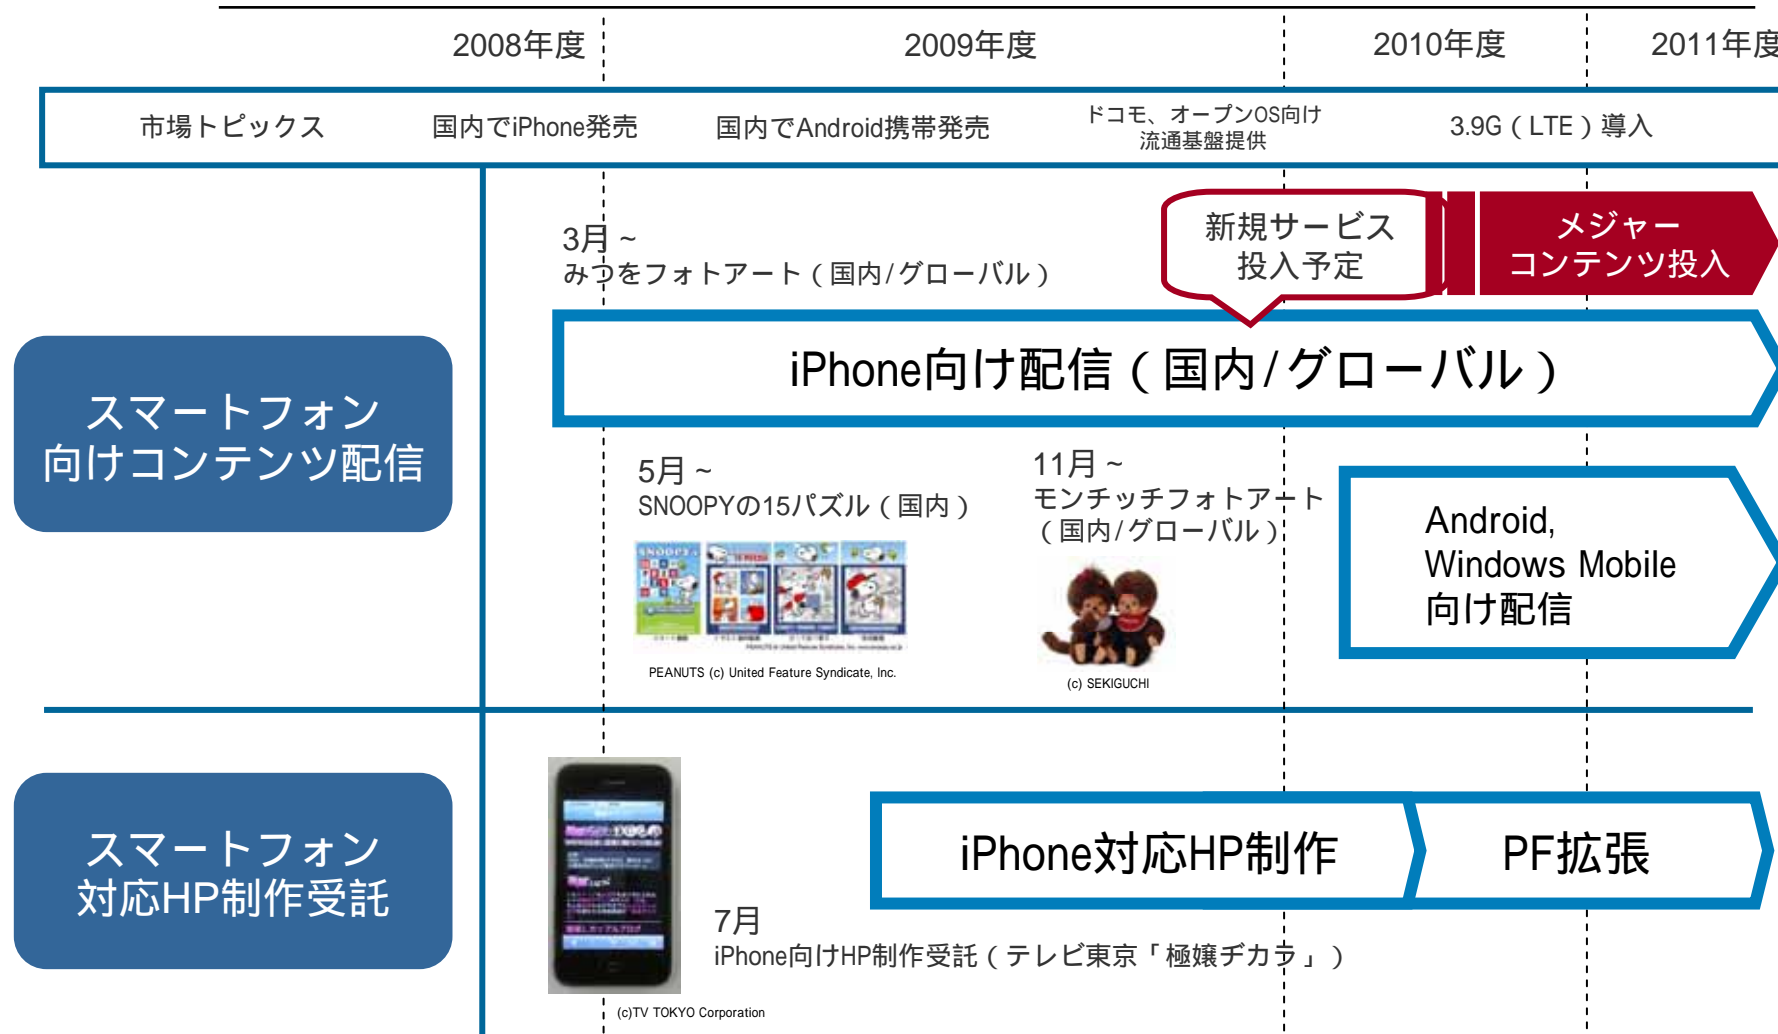 2008年度
2009年度
2010年度
2011年度
市場トピックス
国内でiPhone発売
国内でAndroid携帯発売
ドコモ、オープンOS向け
流通基盤提供
3.9G（LTE）導入
3月～
みつをフォトアート（国内/グローバル）
新規サービス
投入予定
メジャー
コンテンツ投入
iPhone向け配信（国内/グローバル）
スマートフォン
向けコンテンツ配信
5月～
SNOOPYの15パズル（国内）
PEANUTS (c) United Feature Syndicate, Inc.
11月～
モンチッチフォトアート
（国内/グローバル）
(c) SEKIGUCHI
Android,
Windows Mobile
向け配信
スマートフォン
対応HP制作受託
iPhone対応HP制作
PF拡張
7月
iPhone向けHP制作受託（テレビ東京「極嬢ヂカラ」）
(c)TV TOKYO Corporation